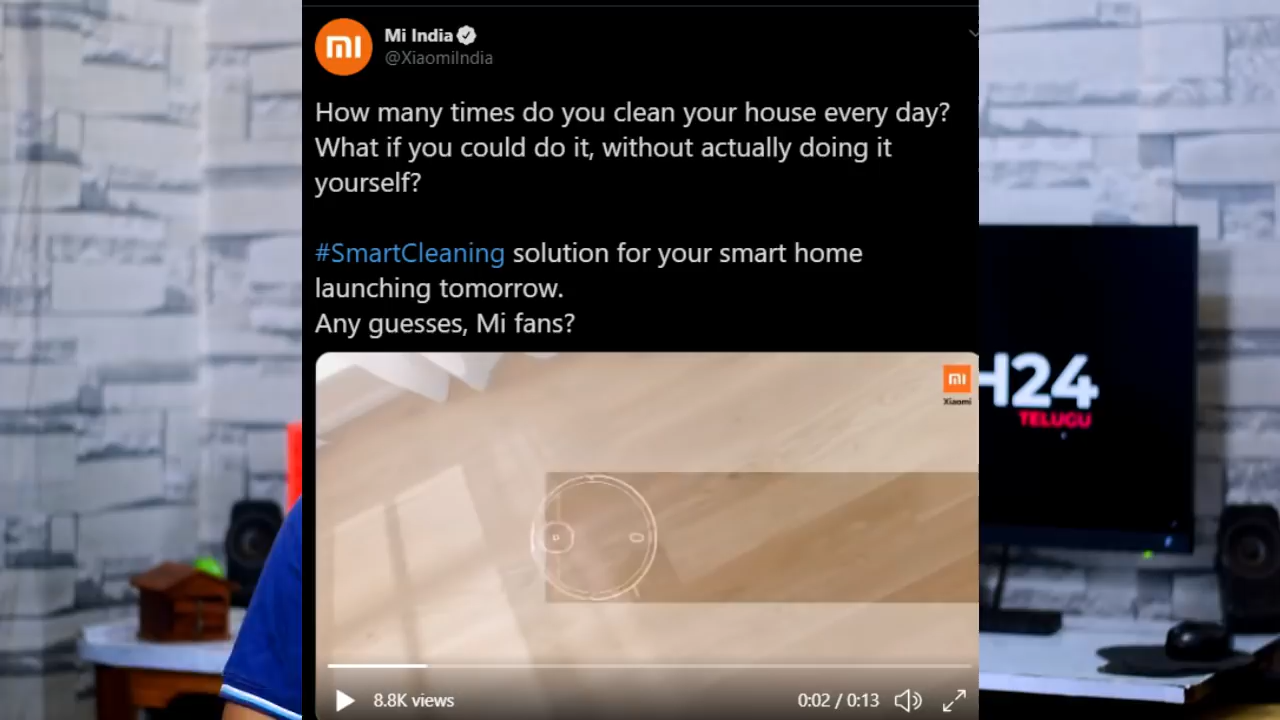 mi
Mi India
@XiaomiIndia
How many times do you clean your house every day?
What if you could do it, without actually doing it
yourself?
#SmartCleaning solution for your smart home
launching tomorrow.
Any guesses, Mi fans?
mi
Xiaomi
H24
TELUGU
8.8K views
0:02 / 0:13